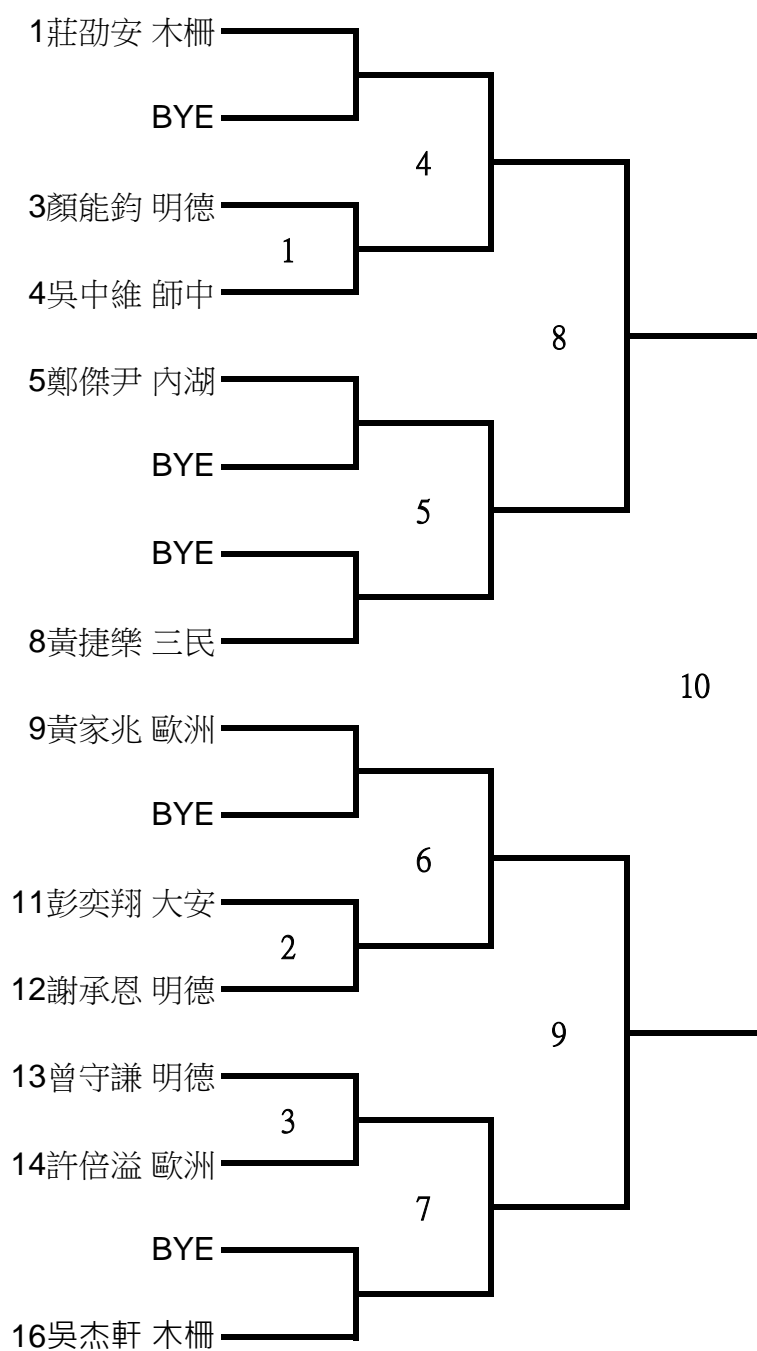 1莊劭安 木柵
BYE
4
3顏能鈞 明德
1
4吳中維 師中
8
5鄭傑尹 內湖
BYE
5
BYE
8黃捷樂 三民
10
9黃家兆 歐洲
BYE
6
11彭奕翔 大安
2
12謝承恩 明德
9
13曾守謙 明德
3
14許倍溢 歐洲
7
BYE
16吳杰軒 木柵